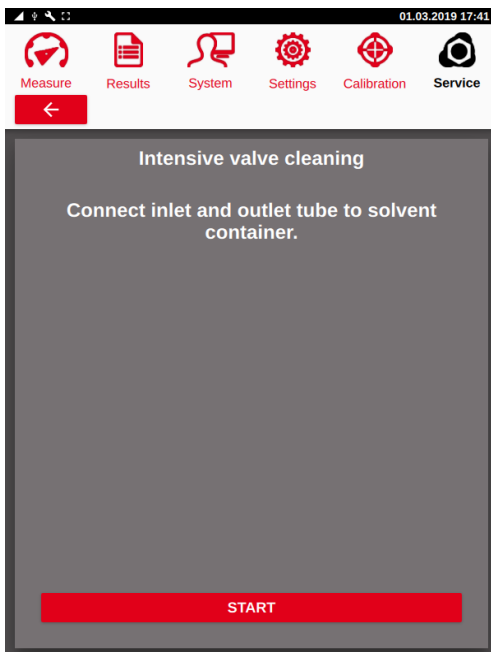 01.03.2019 17:41
Measure Results System Settings Calibration Service
Intensive valve cleaning
Connect inlet and outlet tube to solvent
container.
START